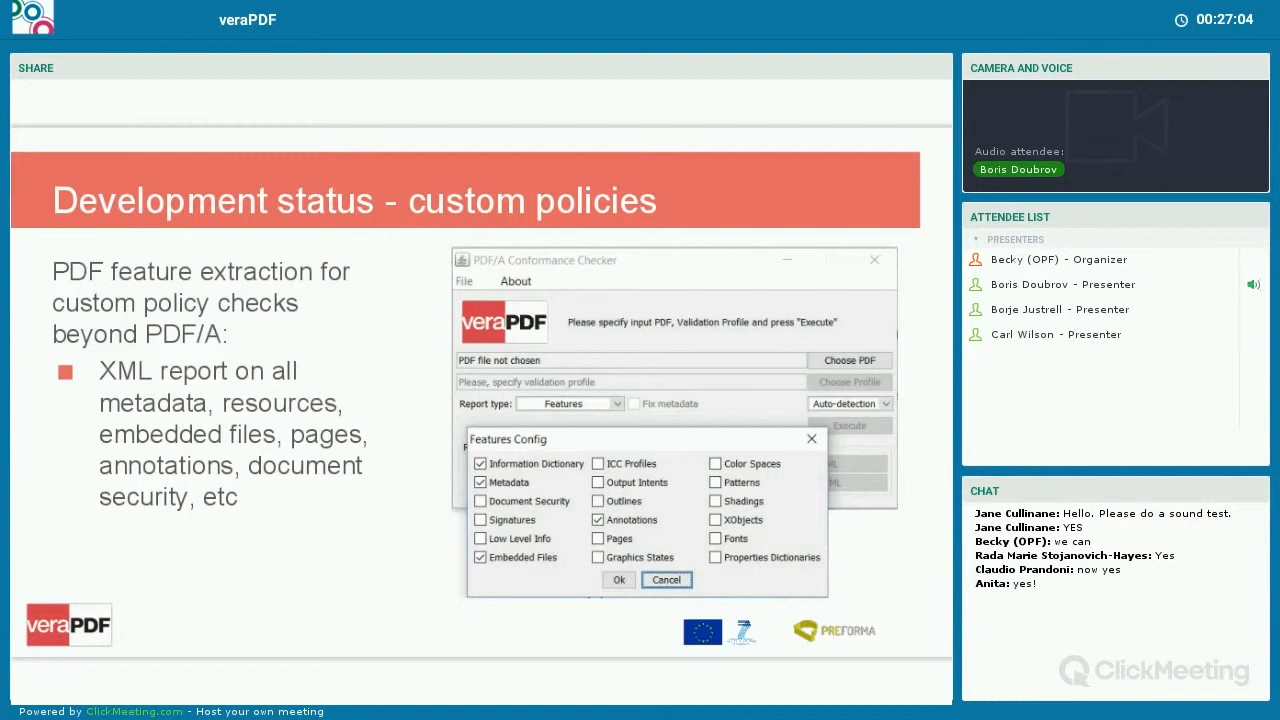 veraPDF
00:27:04
SHARE
Development status - custom policies
PDF feature extraction for
custom policy checks
beyond PDF/A:
XML report on all
metadata, resources,
embedded files, pages,
annotations, document
security, etc
PDF/A Conformance Checker
File About
veraPDF
Please specify input PDF, Validation Profile and press "Execute"
PDF file not chosen
Choose PDF
Please, specify validation profile
Choose Profile
Report type: Features Fix metadata Auto-detection
Execute
Features Config
Information Dictionary ICC Profiles Color Spaces
Metadata Output Intents Patterns
Document Security Outlines Shadings
Signatures Annotations XObjects
Low Level Info Pages Fonts
Embedded Files Graphics States Properties Dictionaries
Ok Cancel
veraPDF
PREFORMA
Powered by ClickMeeting.com - Host your own meeting
CAMERA AND VOICE
Audio attendee:
Boris Doubrov
ATTENDEE LIST
PRESENTERS
Becky (OPF) - Organizer
Boris Doubrov - Presenter
Borje Justrell - Presenter
Carl Wilson - Presenter
CHAT
Jane Cullinane: Hello. Please do a sound test.
Jane Cullinane: YES
Becky (OPF): we can
Rada Marie Stojanovich-Hayes: Yes
Claudio Prandoni: now yes
Anita: yes!
ClickMeeting